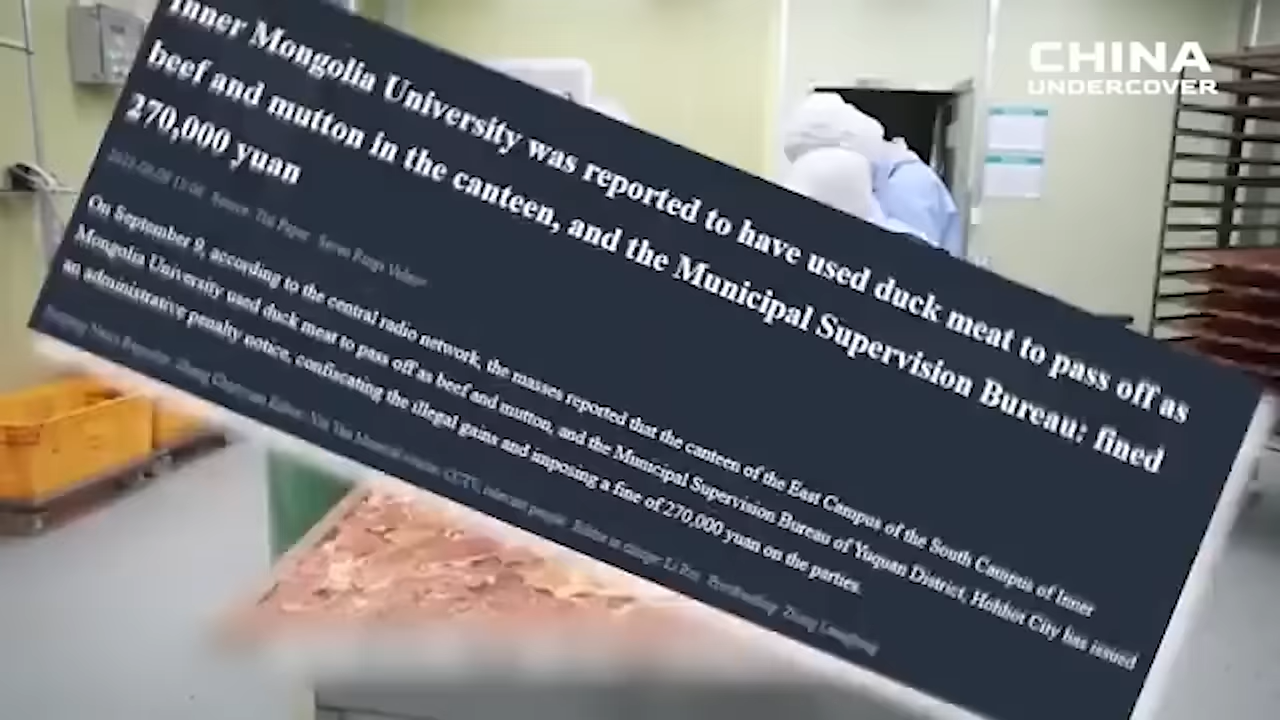 CHINA
UNDERCOVER
Inner Mongolia University was reported to have used duck meat to pass off as
beef and mutton in the canteen, and the Municipal Supervision Bureau: fined
270,000 yuan
Source: The Paper
On September 9, according to the central radio network, the masses reported that the canteen of the East Campus of the South Campus of Inner
Mongolia University used duck meat to pass off as beef and mutton, and the Municipal Supervision Bureau of Yuquan District, Hohhot City has issued
an administrative penalty notice, confiscating the illegal gains and imposing a fine of 270,000 yuan on the parties.